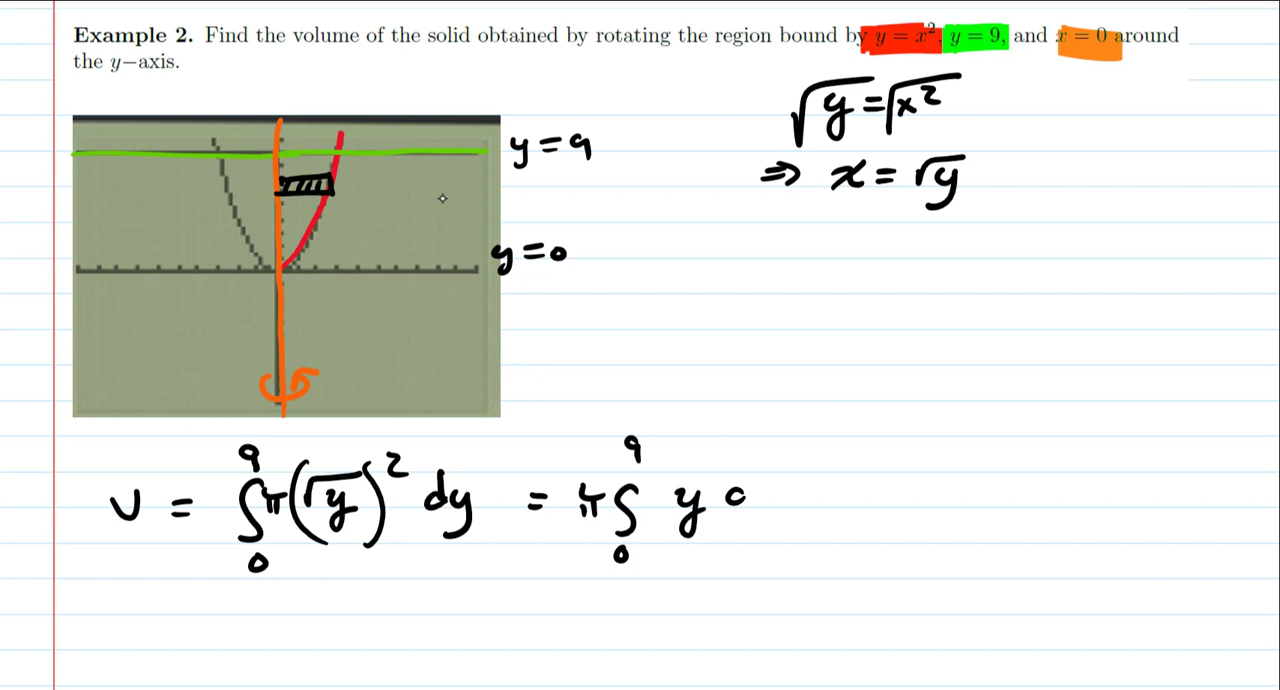 Example 2. Find the volume of the solid obtained by rotating the region bound by y = x², y = 9, and x = 0 around
the y−axis.
√y = √x²
y = 9
⇒ x = √y
y = 0
V = ∫₀⁹ π(√y)² dy = π ∫₀⁹ y